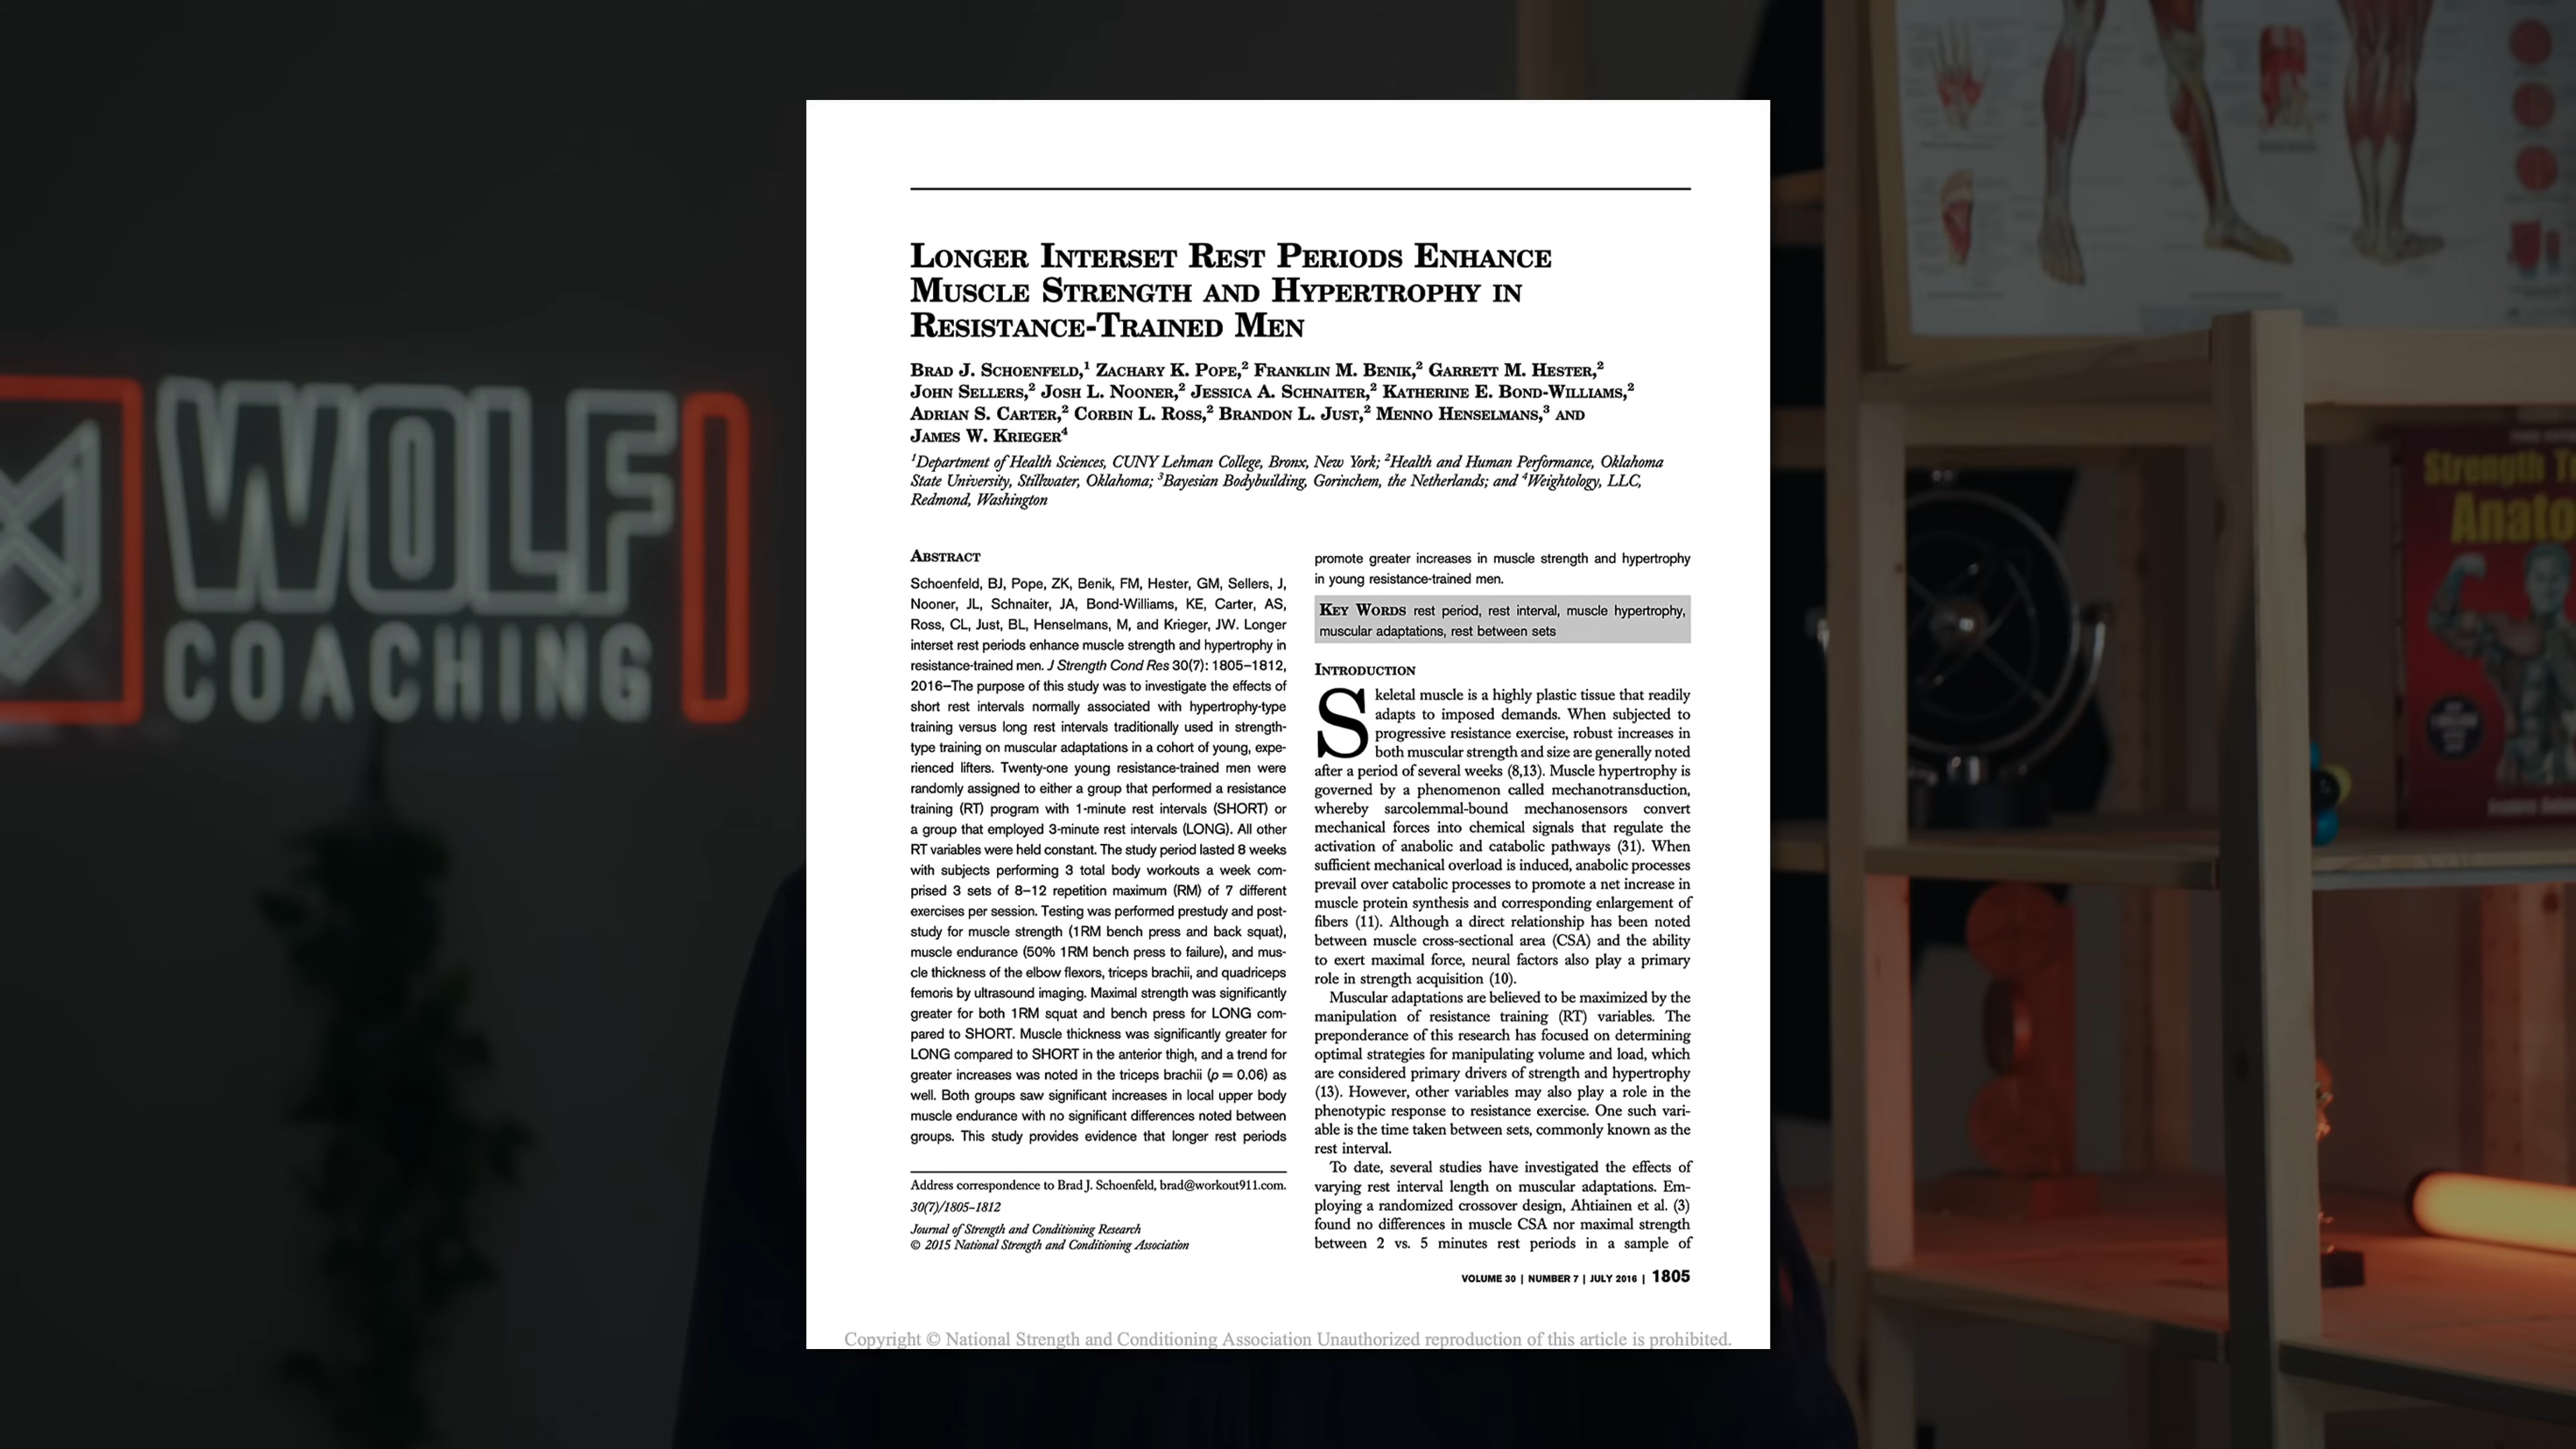 WOLF
COACHING
LONGER INTERSET REST PERIODS ENHANCE
MUSCLE STRENGTH AND HYPERTROPHY IN
RESISTANCE-TRAINED MEN
BRAD J. SCHOENFELD,¹ ZACHARY K. POPE,² FRANKLIN M. BENIK,² GARRETT M. HESTER,²
JOHN SELLERS,² JOSH L. NOONER,² JESSICA A. SCHNAITER,² KATHERINE E. BOND-WILLIAMS,²
ADRIAN S. CARTER,² CORBIN L. ROSS,² BRANDON L. JUST,² MENNO HENSELMANS,³ AND
JAMES W. KRIEGER⁴
¹Department of Health Sciences, CUNY Lehman College, Bronx, New York; ²Health and Human Performance, Oklahoma
State University, Stillwater, Oklahoma; ³Bayesian Bodybuilding, Gorinchem, the Netherlands; and ⁴Weightology, LLC,
Redmond, Washington
ABSTRACT
Schoenfeld, BJ, Pope, ZK, Benik, FM, Hester, GM, Sellers, J,
Nooner, JL, Schnaiter, JA, Bond-Williams, KE, Carter, AS,
Ross, CL, Just, BL, Henselmans, M, and Krieger, JW. Longer
interset rest periods enhance muscle strength and hypertrophy in
resistance-trained men. J Strength Cond Res 30(7): 1805–1812,
2016—The purpose of this study was to investigate the effects of
short rest intervals normally associated with hypertrophy-type
training versus long rest intervals traditionally used in strength-
type training on muscular adaptations in a cohort of young, expe-
rienced lifters. Twenty-one young resistance-trained men were
randomly assigned to either a group that performed a resistance
training (RT) program with 1-minute rest intervals (SHORT) or
a group that employed 3-minute rest intervals (LONG). All other
RT variables were held constant. The study period lasted 8 weeks
with subjects performing 3 total body workouts a week com-
prised 3 sets of 8–12 repetition maximum (RM) of 7 different
exercises per session. Testing was performed prestudy and post-
study for muscle strength (1RM bench press and back squat),
muscle endurance (50% 1RM bench press to failure), and mus-
cle thickness of the elbow flexors, triceps brachii, and quadriceps
femoris by ultrasound imaging. Maximal strength was significantly
greater for both 1RM squat and bench press for LONG com-
pared to SHORT. Muscle thickness was significantly greater for
LONG compared to SHORT in the anterior thigh, and a trend for
greater increases was noted in the triceps brachii (p = 0.06) as
well. Both groups saw significant increases in local upper body
muscle endurance with no significant differences noted between
groups. This study provides evidence that longer rest periods
Address correspondence to Brad J. Schoenfeld, brad@workout911.com.
30(7)/1805–1812
Journal of Strength and Conditioning Research
© 2015 National Strength and Conditioning Association
promote greater increases in muscle strength and hypertrophy
in young resistance-trained men.
KEY WORDS rest period, rest interval, muscle hypertrophy,
muscular adaptations, rest between sets
INTRODUCTION
Skeletal muscle is a highly plastic tissue that readily
adapts to imposed demands. When subjected to
progressive resistance exercise, robust increases in
both muscular strength and size are generally noted
after a period of several weeks (8,13). Muscle hypertrophy is
governed by a phenomenon called mechanotransduction,
whereby sarcolemmal-bound mechanosensors convert
mechanical forces into chemical signals that regulate the
activation of anabolic and catabolic pathways (31). When
sufficient mechanical overload is induced, anabolic processes
prevail over catabolic processes to promote a net increase in
muscle protein synthesis and corresponding enlargement of
fibers (11). Although a direct relationship has been noted
between muscle cross-sectional area (CSA) and the ability
to exert maximal force, neural factors also play a primary
role in strength acquisition (10).
Muscular adaptations are believed to be maximized by the
manipulation of resistance training (RT) variables. The
preponderance of this research has focused on determining
optimal strategies for manipulating volume and load, which
are considered primary drivers of strength and hypertrophy
(13). However, other variables may also play a role in the
phenotypic response to resistance exercise. One such vari-
able is the time taken between sets, commonly known as the
rest interval.
To date, several studies have investigated the effects of
varying rest interval length on muscular adaptations. Em-
ploying a randomized crossover design, Ahtiainen et al. (3)
found no differences in muscle CSA nor maximal strength
between 2 vs. 5 minutes rest periods in a sample of
VOLUME 30 | NUMBER 7 | JULY 2016 | 1805
Copyright © National Strength and Conditioning Association Unauthorized reproduction of this article is prohibited.
Strength T
Anato